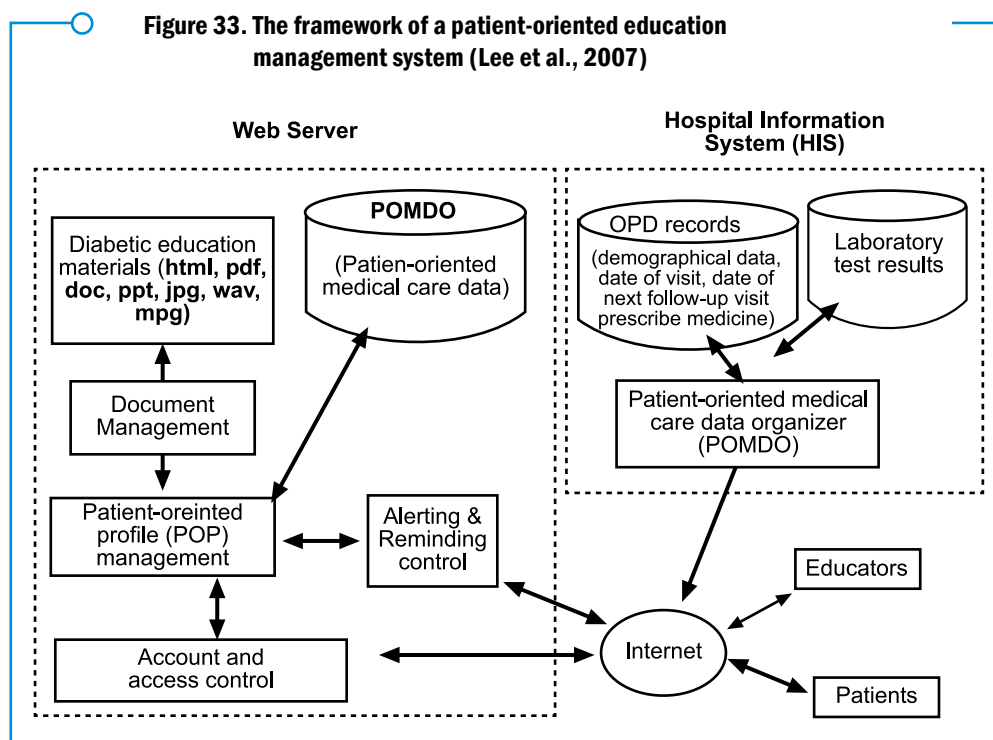 Figure 33. The framework of a patient-oriented education
management system (Lee et al., 2007)
Web Server
Hospital Information
System (HIS)
Diabetic education
materials (html, pdf,
doc, ppt, jpg, wav,
mpg)
POMDO
(Patien-oriented
medical care data)
OPD records
(demographical data,
date of visit, date of
next follow-up visit
prescribe medicine)
Laboratory
test results
Document
Management
Patient-oriented medical
care data organizer
(POMDO)
Patient-oreinted
profile (POP)
management
Alerting &
Reminding
control
Educators
Account and
access control
Internet
Patients